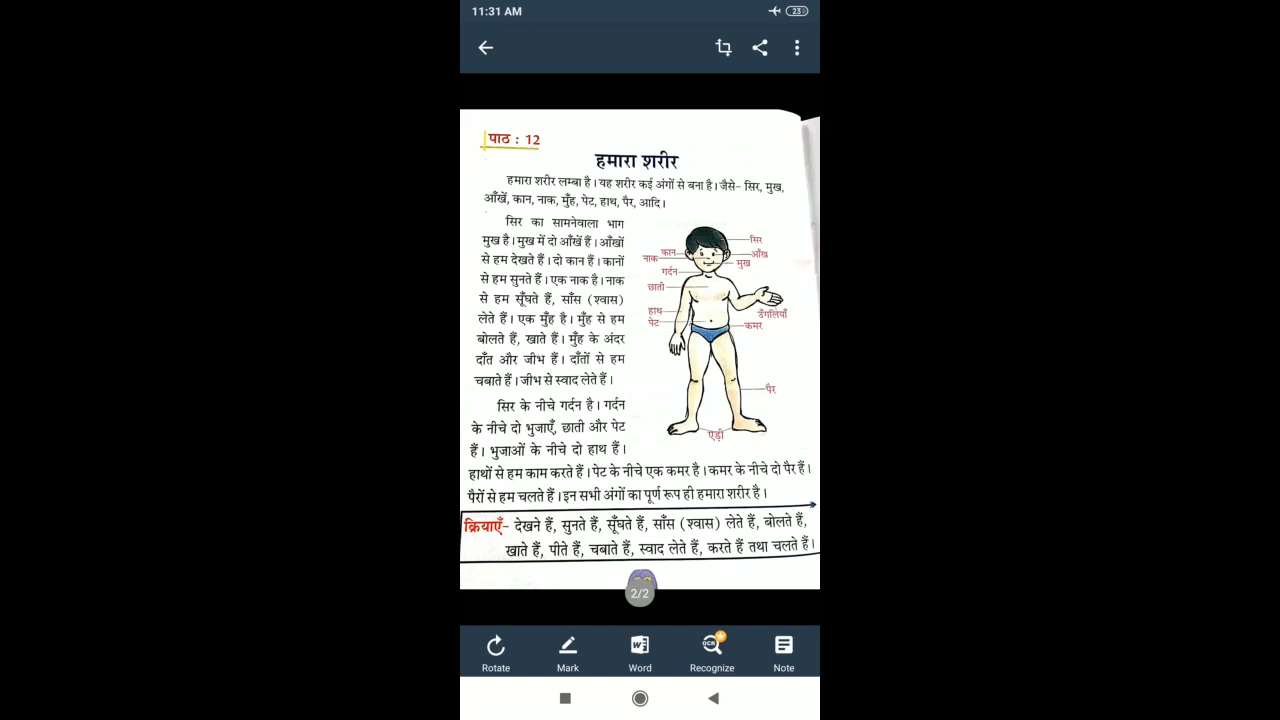 11:31 AM
23
पाठ : 12
हमारा शरीर
हमारा शरीर लम्बा है। यह शरीर कई अंगों से बना है। जैसे- सिर, मुख,
आँखें, कान, नाक, मुँह, पेट, हाथ, पैर, आदि।
सिर का सामनेवाला भाग
मुख है। मुख में दो आँखें हैं। आँखों
से हम देखते हैं। दो कान हैं। कानों
से हम सुनते हैं। एक नाक है। नाक
से हम सूँघते हैं, साँस (श्वास)
लेते हैं। एक मुँह है। मुँह से हम
बोलते हैं, खाते हैं। मुँह के अंदर
दाँत और जीभ हैं। दाँतों से हम
चबाते हैं। जीभ से स्वाद लेते हैं।
सिर
कान
आँख
नाक
मुख
गर्दन
छाती
हाथ
उँगलियाँ
पेट
कमर
पैर
एड़ी
सिर के नीचे गर्दन है। गर्दन
के नीचे दो भुजाएँ, छाती और पेट
हैं। भुजाओं के नीचे दो हाथ हैं।
हाथों से हम काम करते हैं। पेट के नीचे एक कमर है। कमर के नीचे दो पैर हैं।
पैरों से हम चलते हैं। इन सभी अंगों का पूर्ण रूप ही हमारा शरीर है।
क्रियाएँ- देखने हैं, सुनते हैं, सूँघते हैं, साँस (श्वास) लेते हैं, बोलते हैं,
खाते हैं, पीते हैं, चबाते हैं, स्वाद लेते हैं, करते हैं तथा चलते हैं।
2/2
Rotate
Mark
Word
Recognize
Note